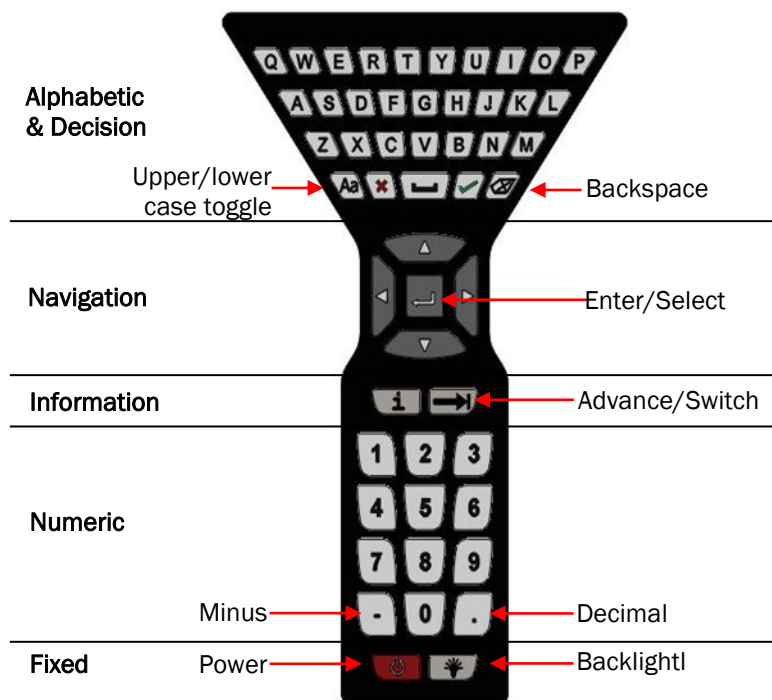 Q W E R T Y U I O P
Alphabetic
& Decision
A S D F G H J K L
Z X C V B N M
Upper/lower
case toggle
Aa
Backspace
Navigation
Enter/Select
Information
i
Advance/Switch
1 2 3
4 5 6
Numeric
7 8 9
Minus
- 0 .
Decimal
Fixed
Power
Backlightl